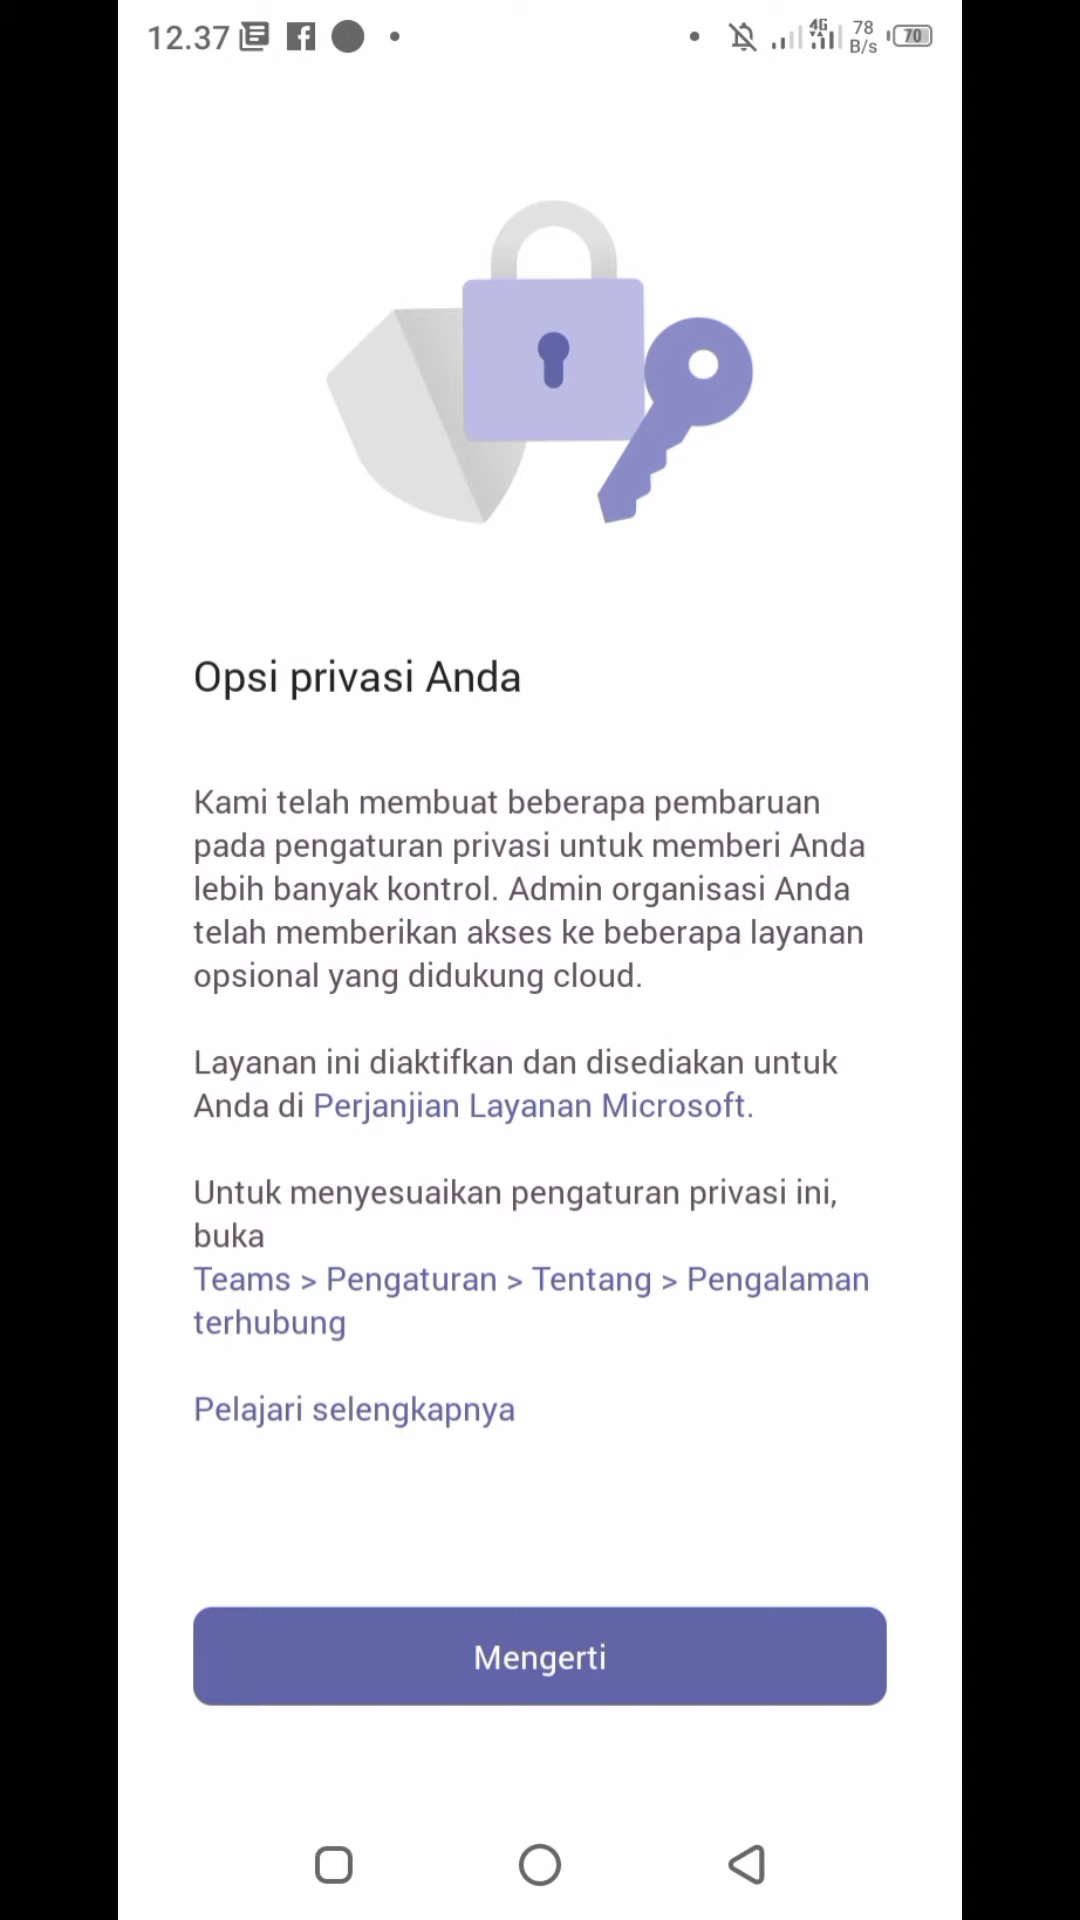 12.37
4G
78
B/s
70
Opsi privasi Anda
Kami telah membuat beberapa pembaruan
pada pengaturan privasi untuk memberi Anda
lebih banyak kontrol. Admin organisasi Anda
telah memberikan akses ke beberapa layanan
opsional yang didukung cloud.
Layanan ini diaktifkan dan disediakan untuk
Anda di Perjanjian Layanan Microsoft.
Untuk menyesuaikan pengaturan privasi ini,
buka
Teams > Pengaturan > Tentang > Pengalaman
terhubung
Pelajari selengkapnya
Mengerti